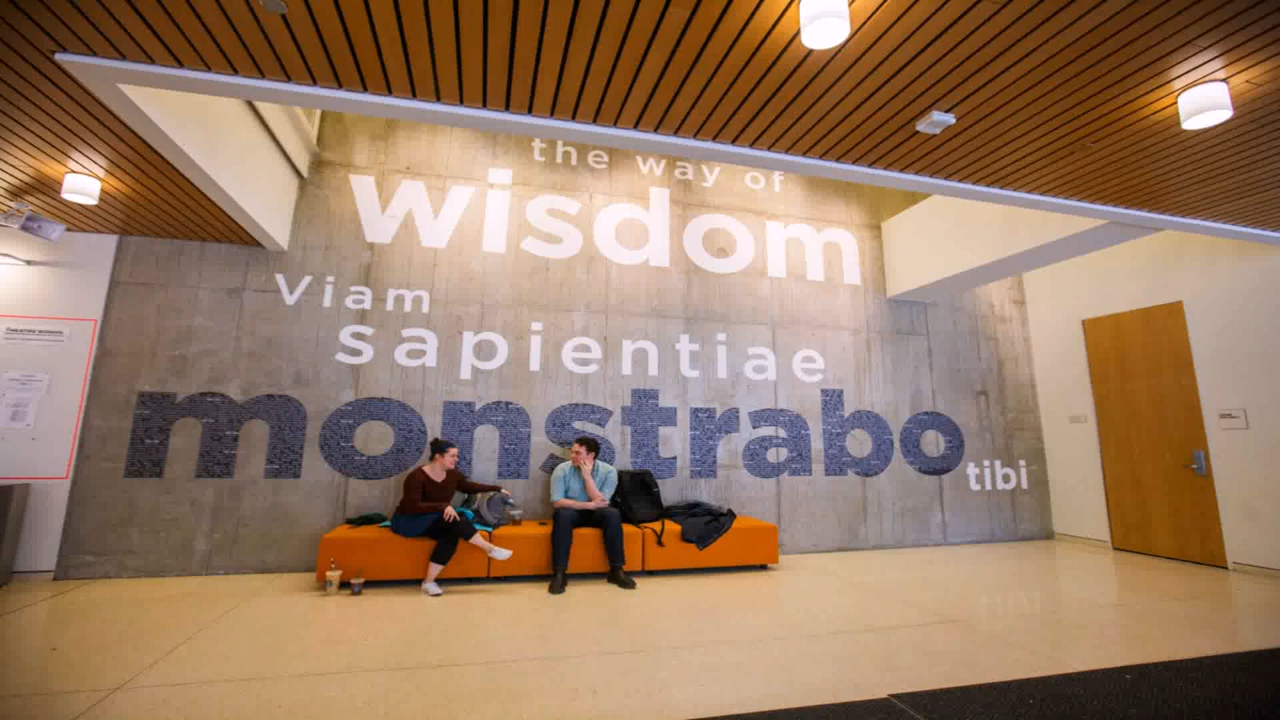 the way of
wisdom
Viam
sapientiae
monstrabo
tibi